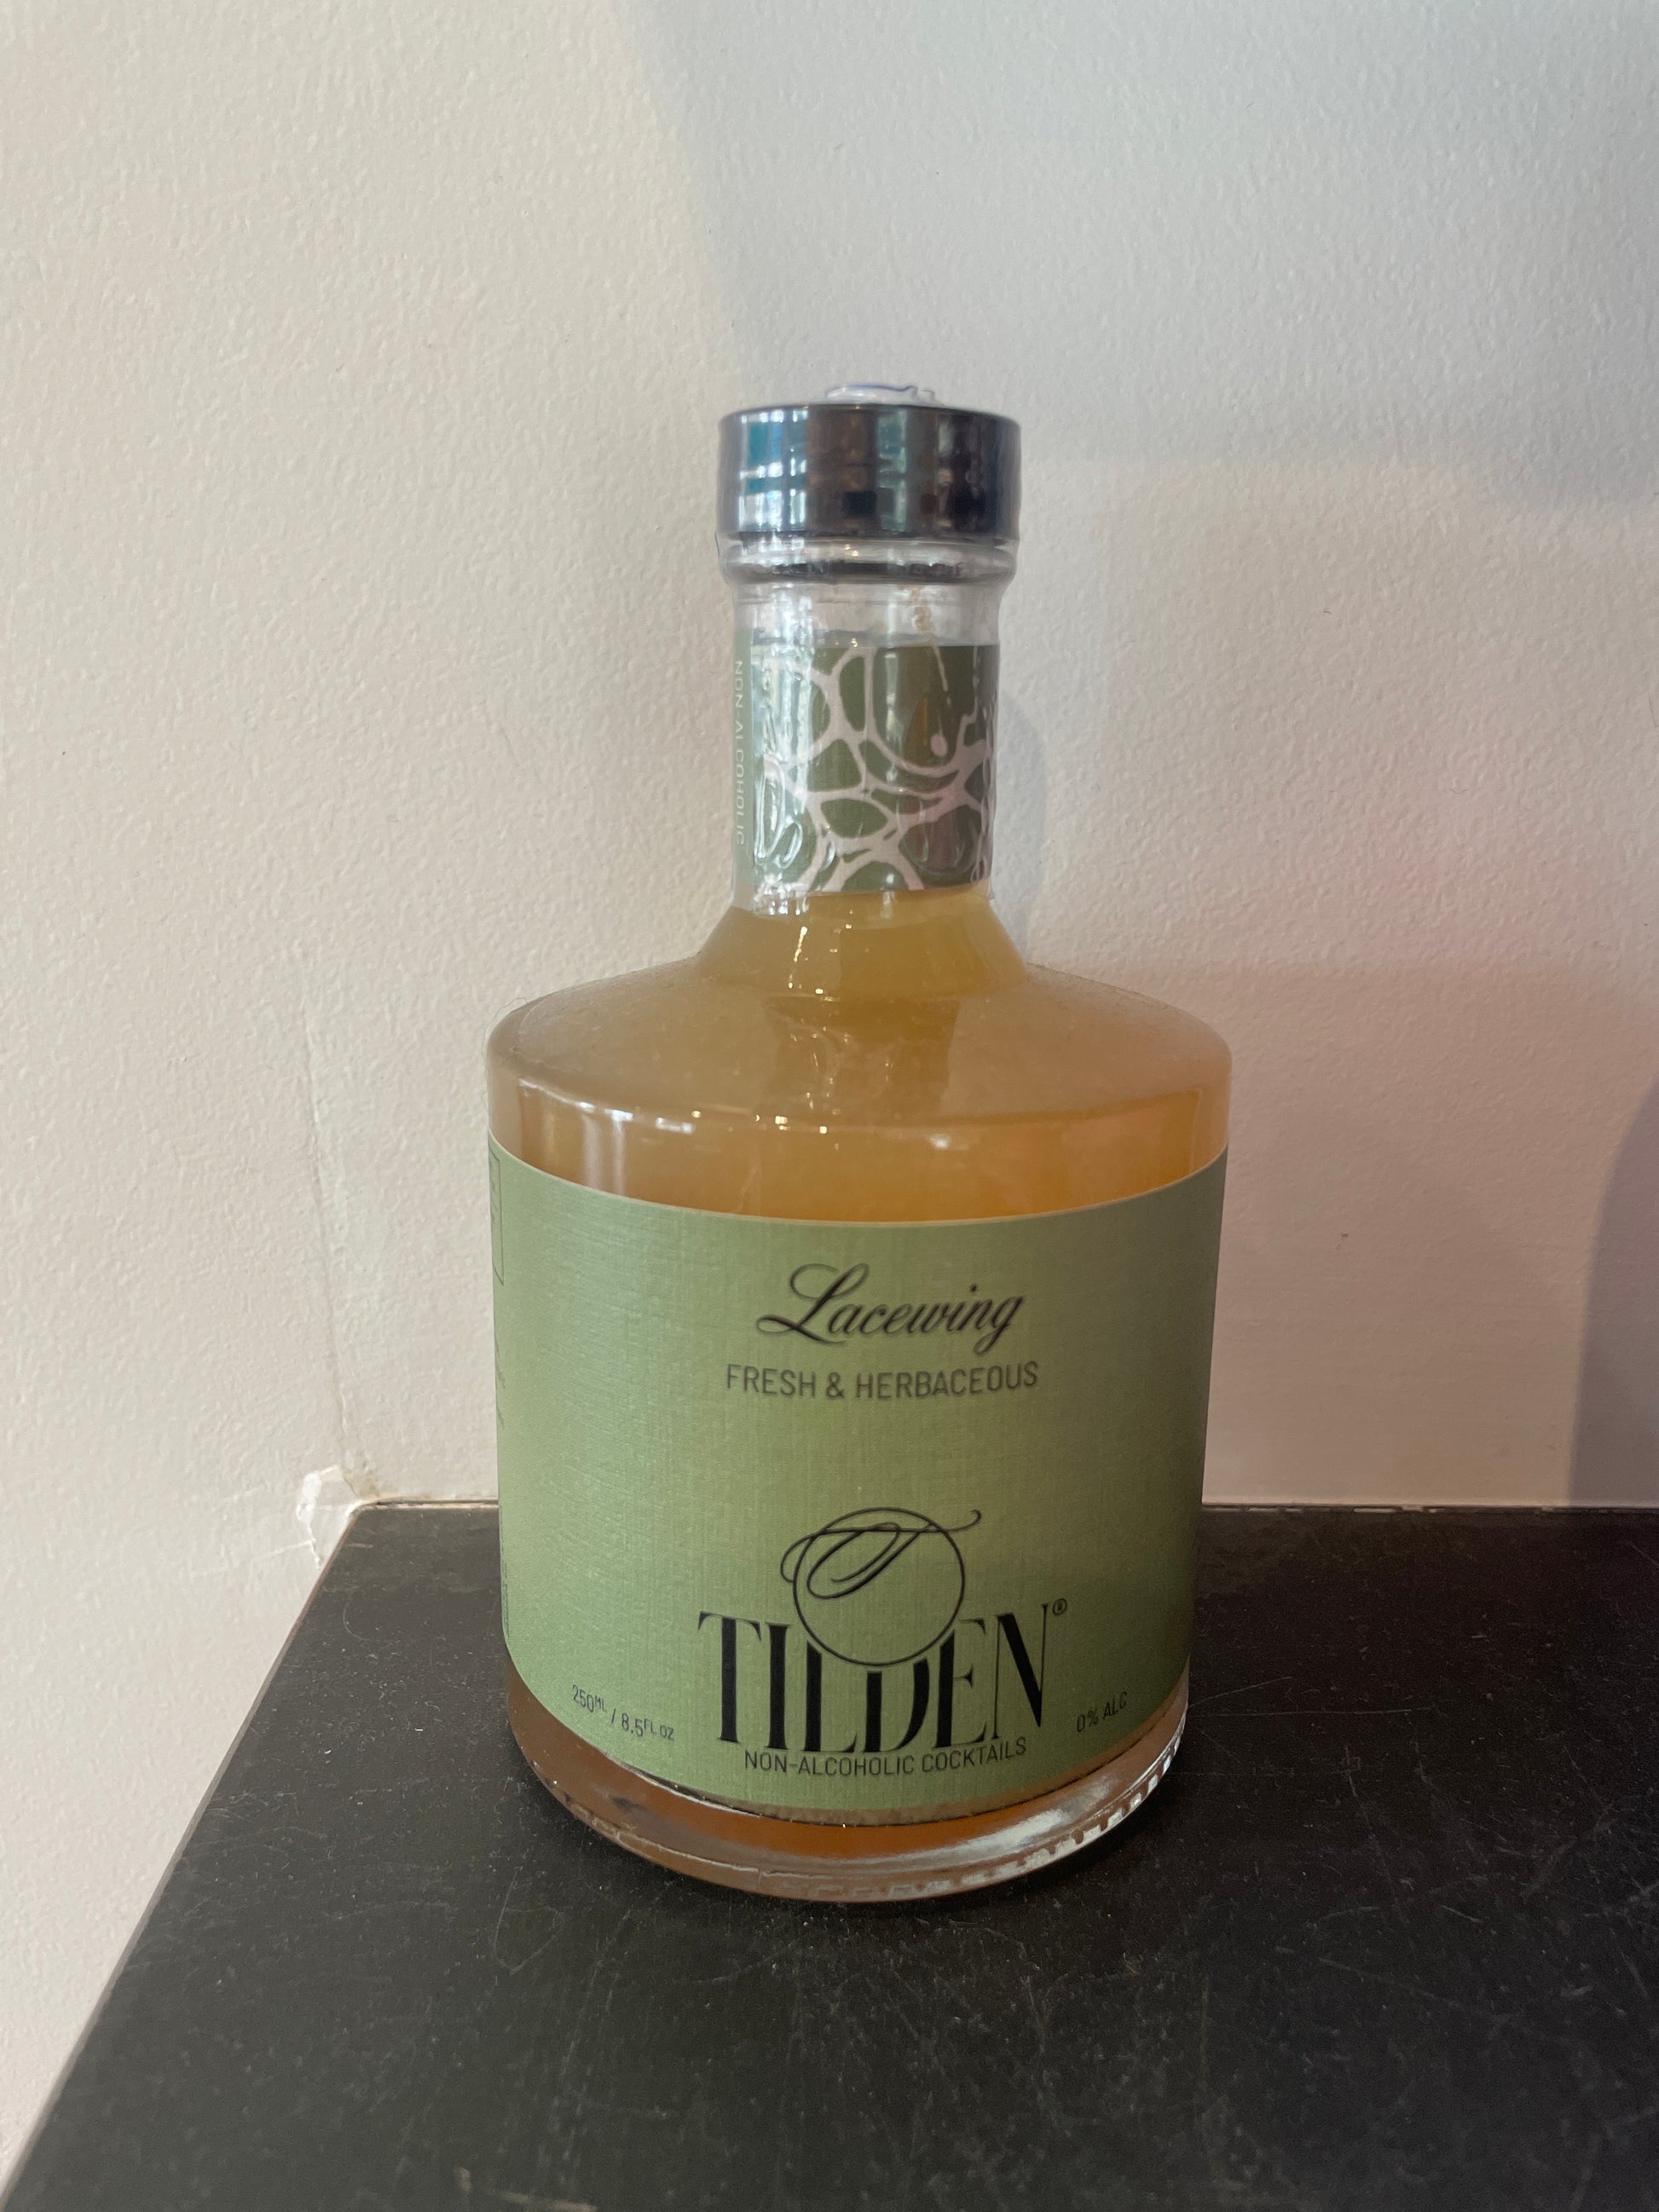 NON-ALCOHOLIC
Lacewing
FRESH & HERBACEOUS
T
TILDEN®
250ML / 8.5FL OZ
0% ALC
NON-ALCOHOLIC COCKTAILS